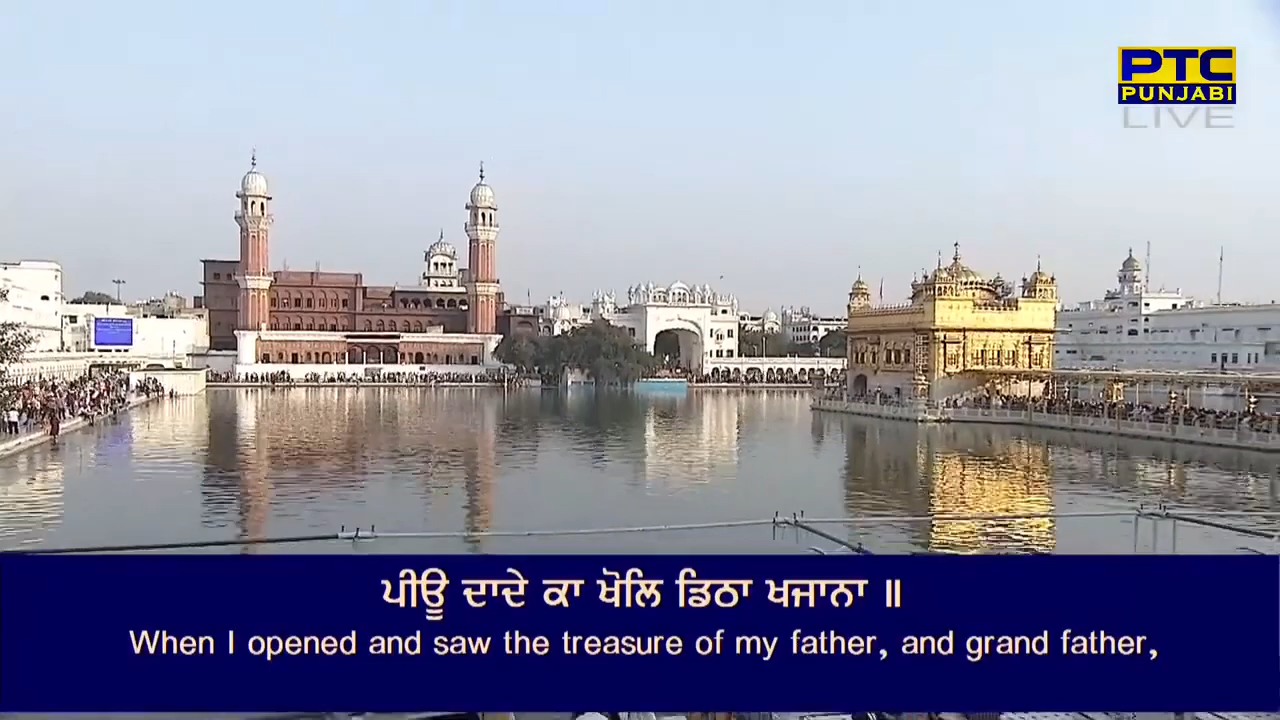 PTC
PUNJABI
LIVE
ਪੀਊ ਦਾਦੇ ਕਾ ਖੋਲਿ ਡਿਠਾ ਖਜਾਨਾ ॥
When I opened and saw the treasure of my father, and grand father,